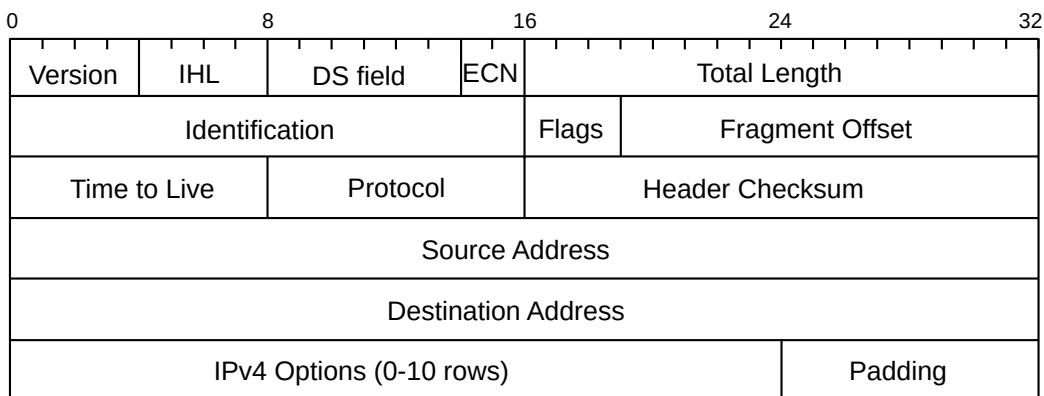 0 8 16 24 32
Version IHL DS field ECN Total Length
Identification Flags Fragment Offset
Time to Live Protocol Header Checksum
Source Address
Destination Address
IPv4 Options (0-10 rows) Padding